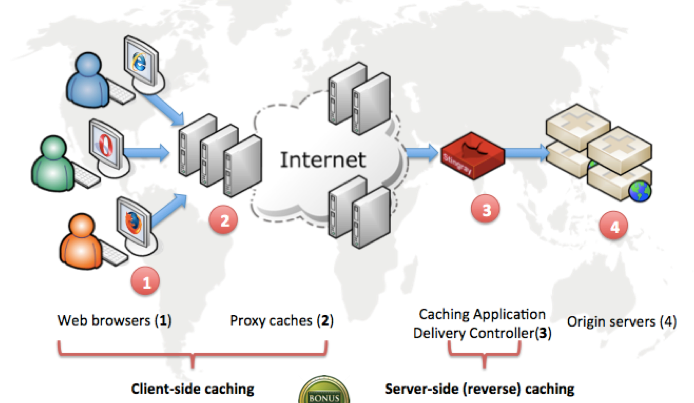 Internet
Stingray
1
2
3
4
Web browsers (1)
Proxy caches (2)
Caching Application
Delivery Controller(3)
Origin servers (4)
Client-side caching
Server-side (reverse) caching
BONUS